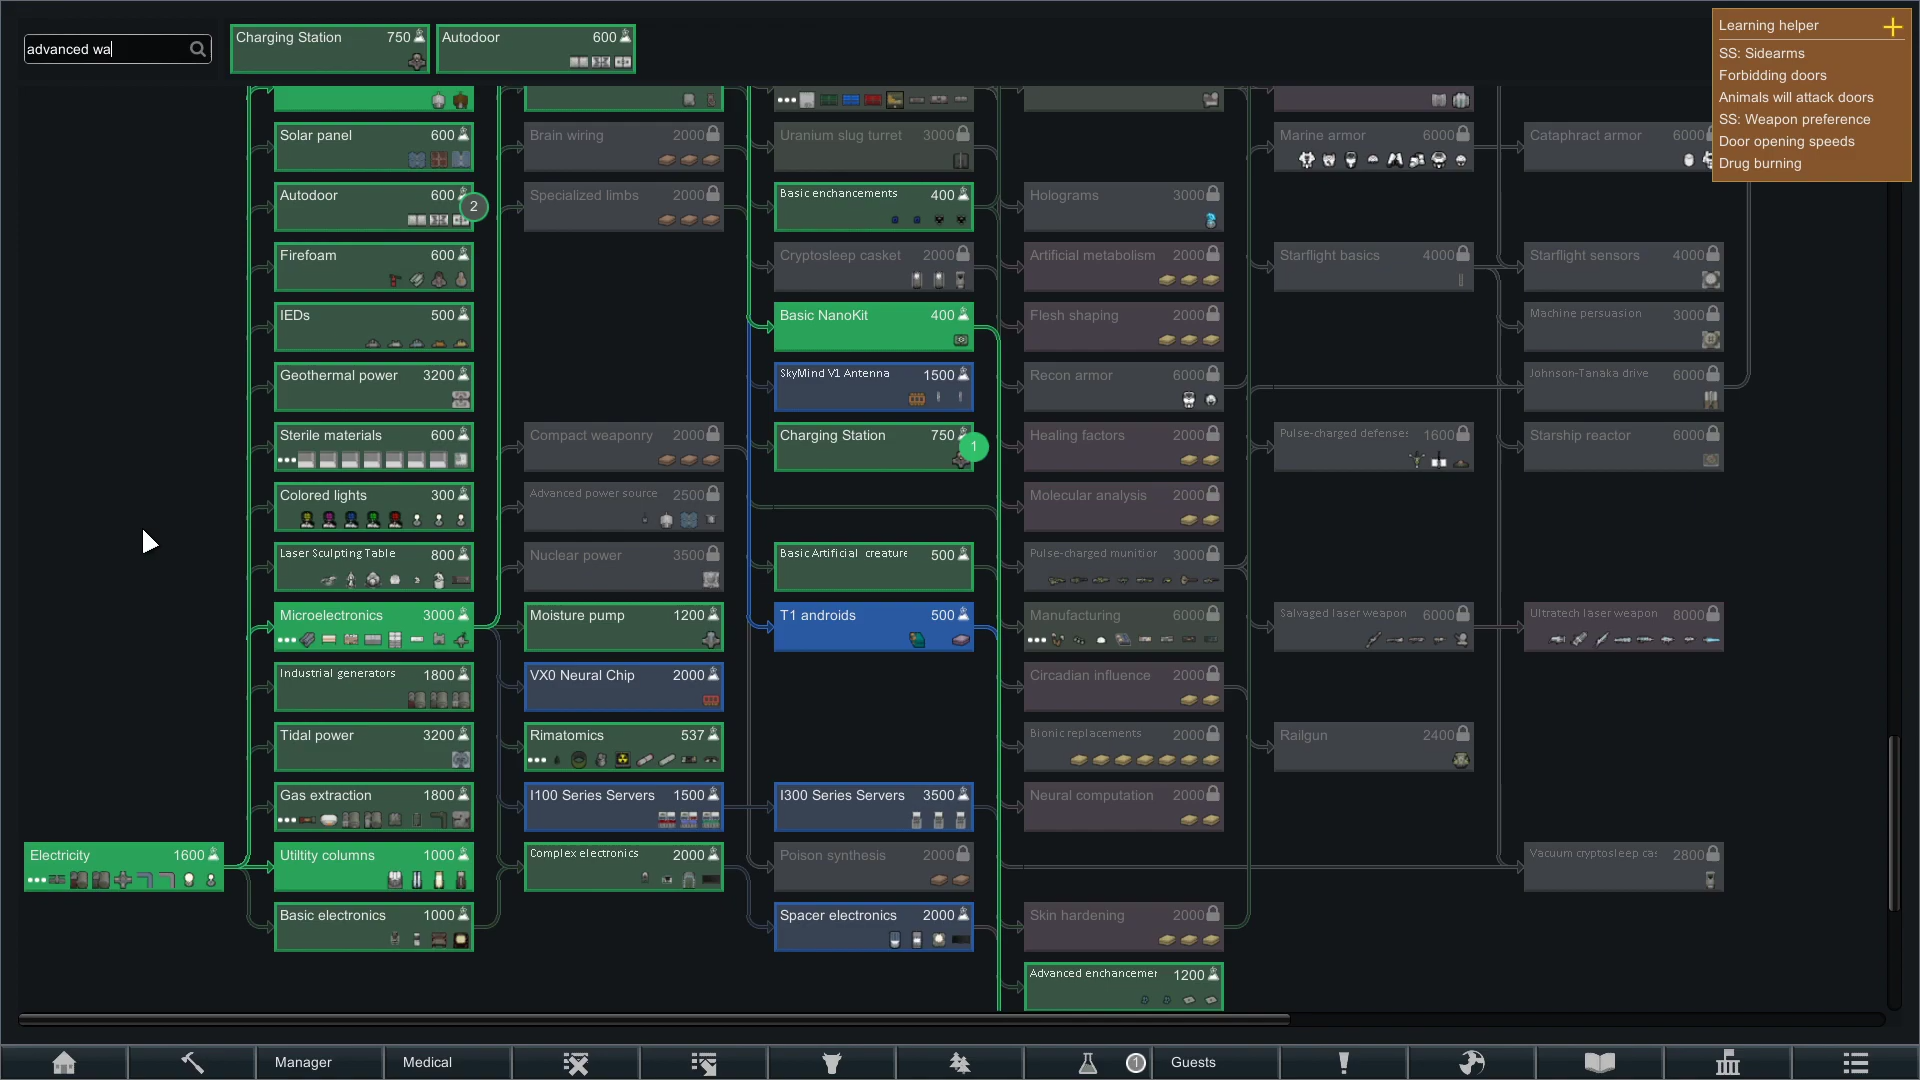 advanced wa
Charging Station 750
Autodoor 600
Learning helper
SS: Sidearms
Forbidding doors
Animals will attack doors
SS: Weapon preference
Door opening speeds
Drug burning
Solar panel 600
Brain wiring 2000
Uranium slug turret 3000
Marine armor 6000
Cataphract armor 6000
Autodoor 600
2
Specialized limbs 2000
Basic enchancements 400
Holograms 3000
Firefoam 600
Cryptosleep casket 2000
Artificial metabolism 2000
Starflight basics 4000
Starflight sensors 4000
IEDs 500
Basic NanoKit 400
Flesh shaping 2000
Machine persuasion 3000
Geothermal power 3200
SkyMind V1 Antenna 1500
Recon armor 6000
Johnson-Tanaka drive 6000
Sterile materials 600
Compact weaponry 2000
Charging Station 750
1
Healing factors 2000
Pulse-charged defenses 1600
Starship reactor 6000
Colored lights 300
Advanced power source 2500
Molecular analysis 2000
Laser Sculpting Table 800
Nuclear power 3500
Basic Artificial creature 500
Pulse-charged munition 3000
Microelectronics 3000
Moisture pump 1200
T1 androids 500
Manufacturing 6000
Salvaged laser weapon 6000
Ultratech laser weapon 8000
Industrial generators 1800
VX0 Neural Chip 2000
Circadian influence 2000
Tidal power 3200
Rimatomics 537
Bionic replacements 2000
Railgun 2400
Gas extraction 1800
I100 Series Servers 1500
I300 Series Servers 3500
Neural computation 2000
Electricity 1600
Utiltity columns 1000
Complex electronics 2000
Poison synthesis 2000
Vacuum cryptosleep cas 2800
Basic electronics 1000
Spacer electronics 2000
Skin hardening 2000
Advanced enchancemer 1200
Manager
Medical
1
Guests